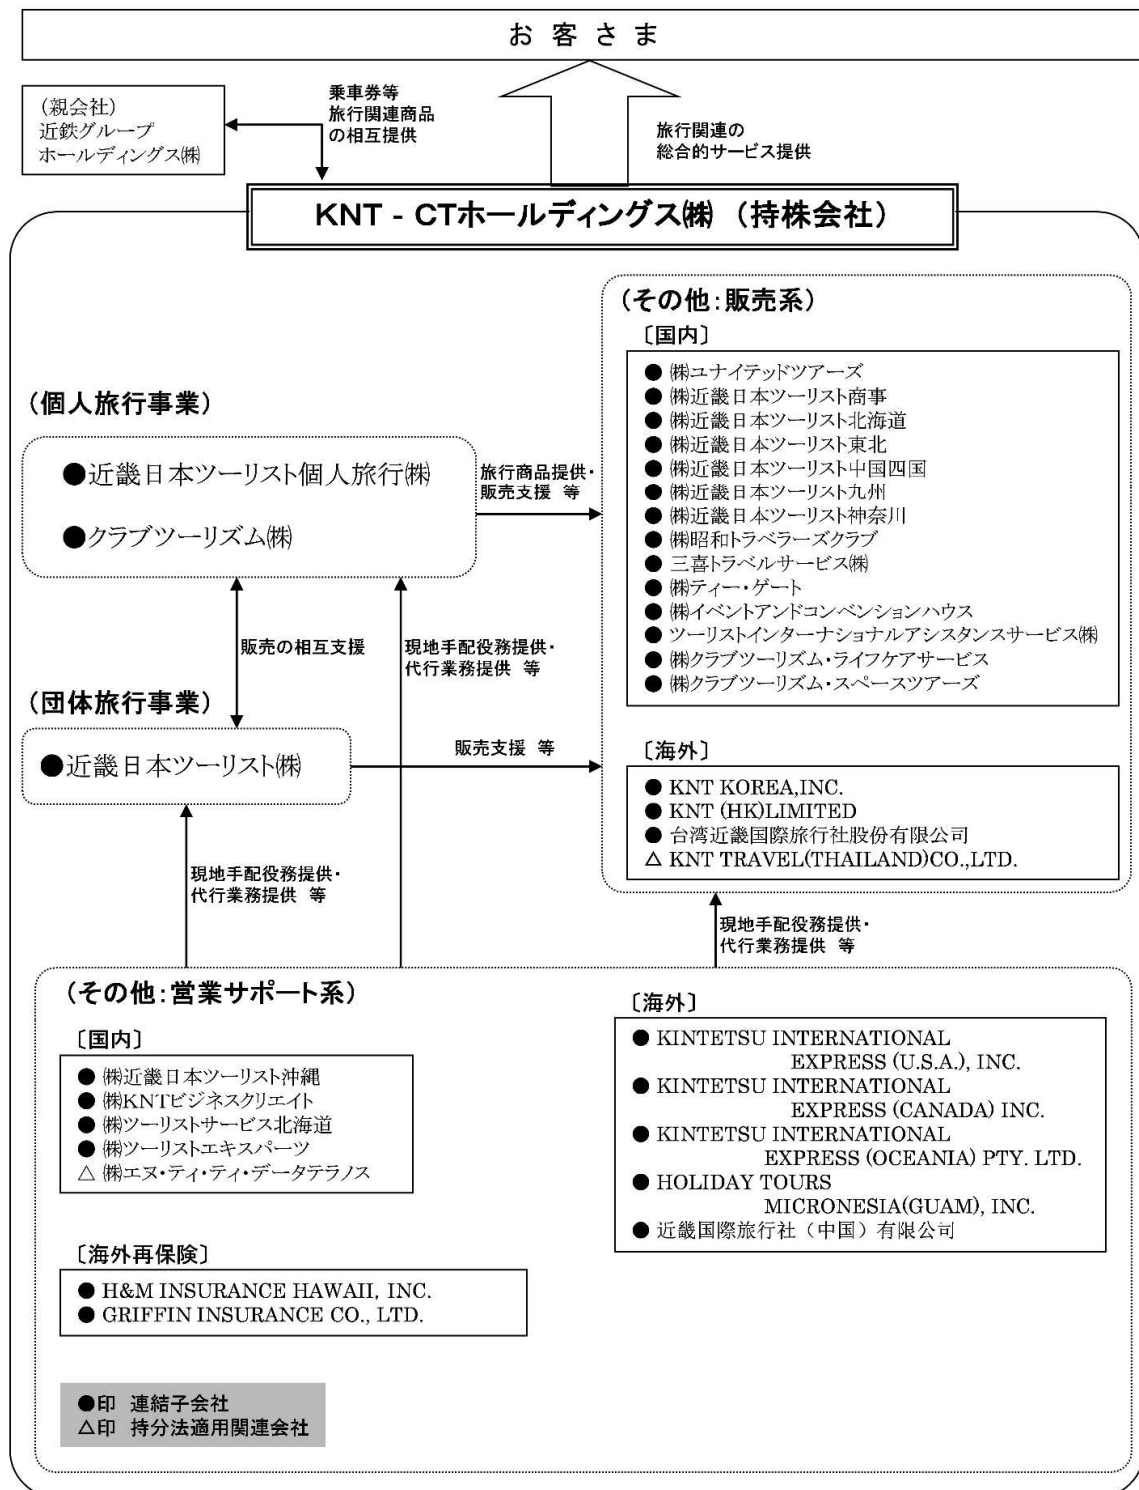 お 客 さ ま
(親会社)
近鉄グループ
ホールディングス㈱
乗車券等
旅行関連商品
の相互提供
旅行関連の
総合的サービス提供
KNT - CTホールディングス㈱ (持株会社)
(その他:販売系)
〔国内〕
● ㈱ユナイテッドツアーズ
● ㈱近畿日本ツーリスト商事
● ㈱近畿日本ツーリスト北海道
● ㈱近畿日本ツーリスト東北
● ㈱近畿日本ツーリスト中国四国
● ㈱近畿日本ツーリスト九州
● ㈱近畿日本ツーリスト神奈川
● ㈱昭和トラベラーズクラブ
● 三喜トラベルサービス㈱
● ㈱ティー・ゲート
● ㈱イベントアンドコンベンションハウス
● ツーリストインターナショナルアシスタンスサービス㈱
● ㈱クラブツーリズム・ライフケアサービス
● ㈱クラブツーリズム・スペースツアーズ
〔海外〕
● KNT KOREA,INC.
● KNT (HK)LIMITED
● 台湾近畿国際旅行社股份有限公司
△ KNT TRAVEL(THAILAND)CO.,LTD.
(個人旅行事業)
●近畿日本ツーリスト個人旅行㈱
●クラブツーリズム㈱
旅行商品提供・
販売支援 等
販売の相互支援
現地手配役務提供・
代行業務提供 等
(団体旅行事業)
●近畿日本ツーリスト㈱
販売支援 等
現地手配役務提供・
代行業務提供 等
現地手配役務提供・
代行業務提供 等
(その他:営業サポート系)
〔国内〕
● ㈱近畿日本ツーリスト沖縄
● ㈱KNTビジネスクリエイト
● ㈱ツーリストサービス北海道
● ㈱ツーリストエキスパーツ
△ ㈱エヌ・ティ・ティ・データテラノス
〔海外再保険〕
● H&M INSURANCE HAWAII, INC.
● GRIFFIN INSURANCE CO., LTD.
〔海外〕
● KINTETSU INTERNATIONAL
EXPRESS (U.S.A.), INC.
● KINTETSU INTERNATIONAL
EXPRESS (CANADA) INC.
● KINTETSU INTERNATIONAL
EXPRESS (OCEANIA) PTY. LTD.
● HOLIDAY TOURS
MICRONESIA(GUAM), INC.
● 近畿国際旅行社（中国）有限公司
●印 連結子会社
△印 持分法適用関連会社